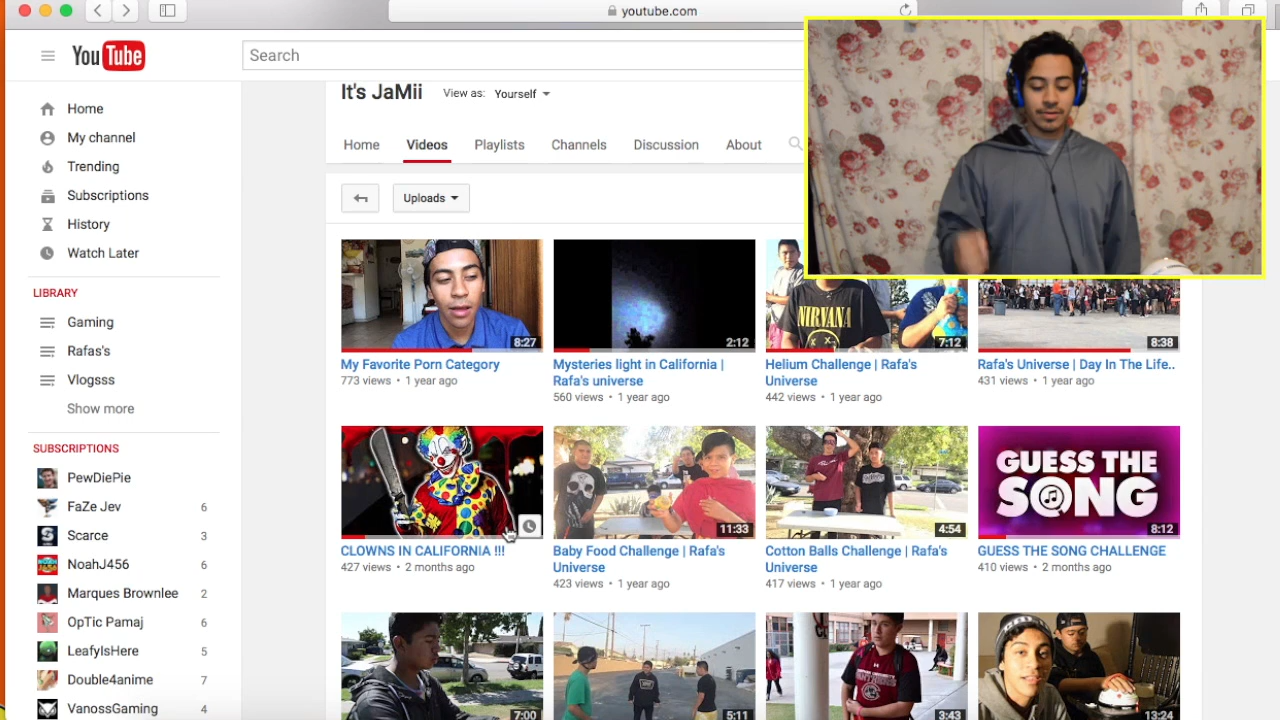 youtube.com
YouTube
Search
It's JaMii View as: Yourself
Home
My channel
Trending
Subscriptions
History
Watch Later
LIBRARY
Gaming
Rafas's
Vlogsss
Show more
SUBSCRIPTIONS
PewDiePie
FaZe Jev 6
Scarce 3
NoahJ456 6
Marques Brownlee 2
OpTic Pamaj 6
LeafyIsHere 5
Double4anime 7
VanossGaming 4
Home Videos Playlists Channels Discussion About
Uploads
8:27
My Favorite Porn Category
773 views • 1 year ago
2:12
Mysteries light in California |
Rafa's universe
560 views • 1 year ago
NIRVANA
7:12
Helium Challenge | Rafa's
Universe
442 views • 1 year ago
8:38
Rafa's Universe | Day In The Life..
431 views • 1 year ago
CLOWNS IN CALIFORNIA !!!
427 views • 2 months ago
11:33
Baby Food Challenge | Rafa's
Universe
423 views • 1 year ago
4:54
Cotton Balls Challenge | Rafa's
Universe
417 views • 1 year ago
GUESS THE
SONG
8:12
GUESS THE SONG CHALLENGE
410 views • 2 months ago
7:00
5:11
3:43
13:24